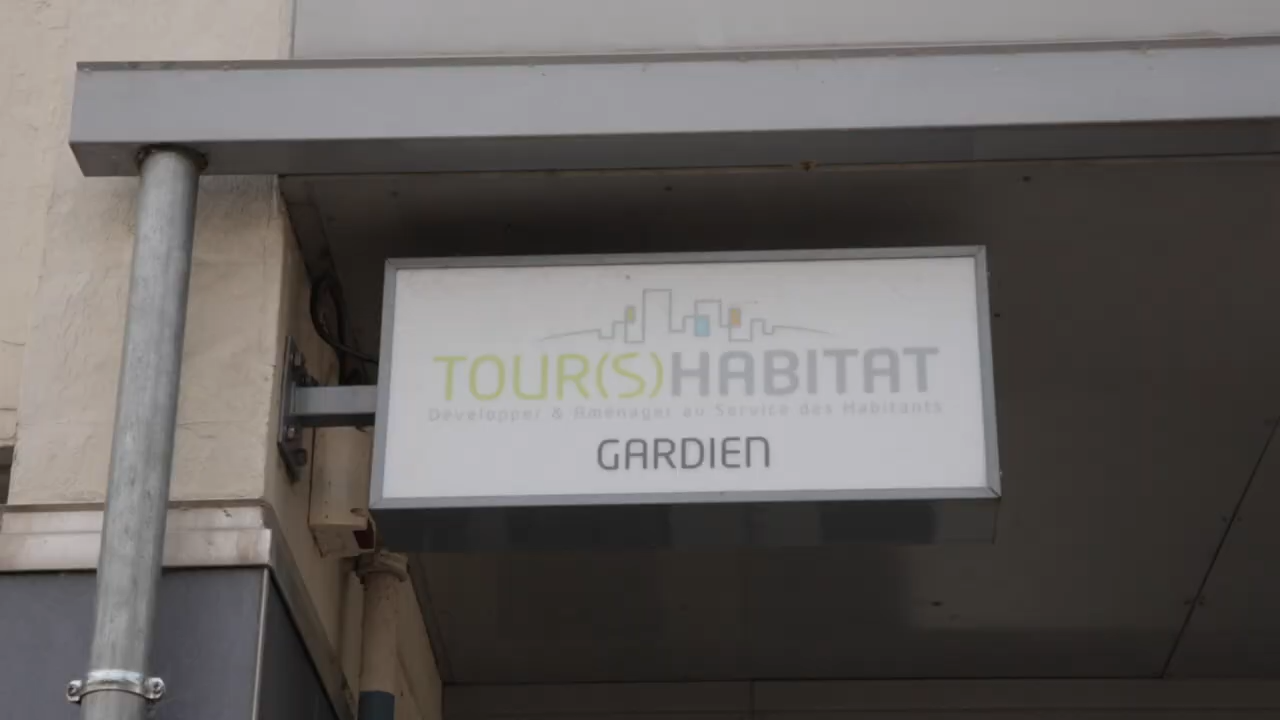 TOUR(S)HABITAT
Développer & Aménager au Service des Habitants
GARDIEN